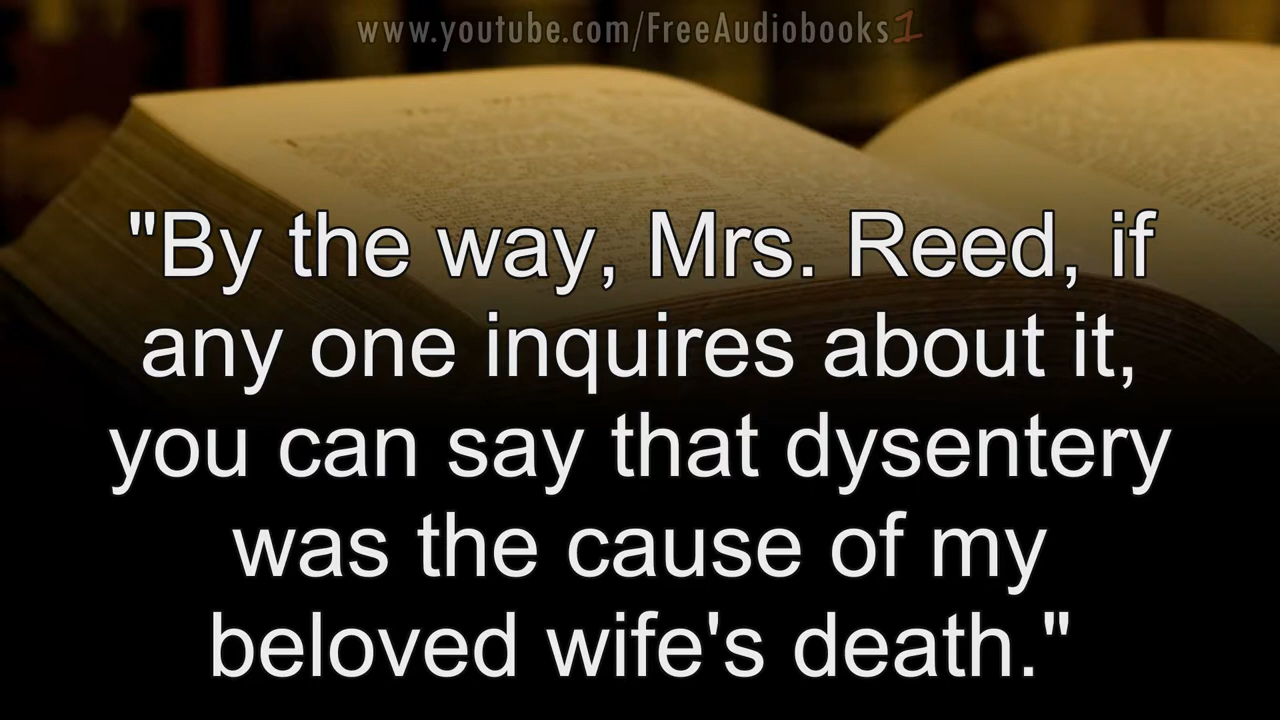 www.youtube.com/FreeAudiobooks1
"By the way, Mrs. Reed, if
any one inquires about it,
you can say that dysentery
was the cause of my
beloved wife's death."